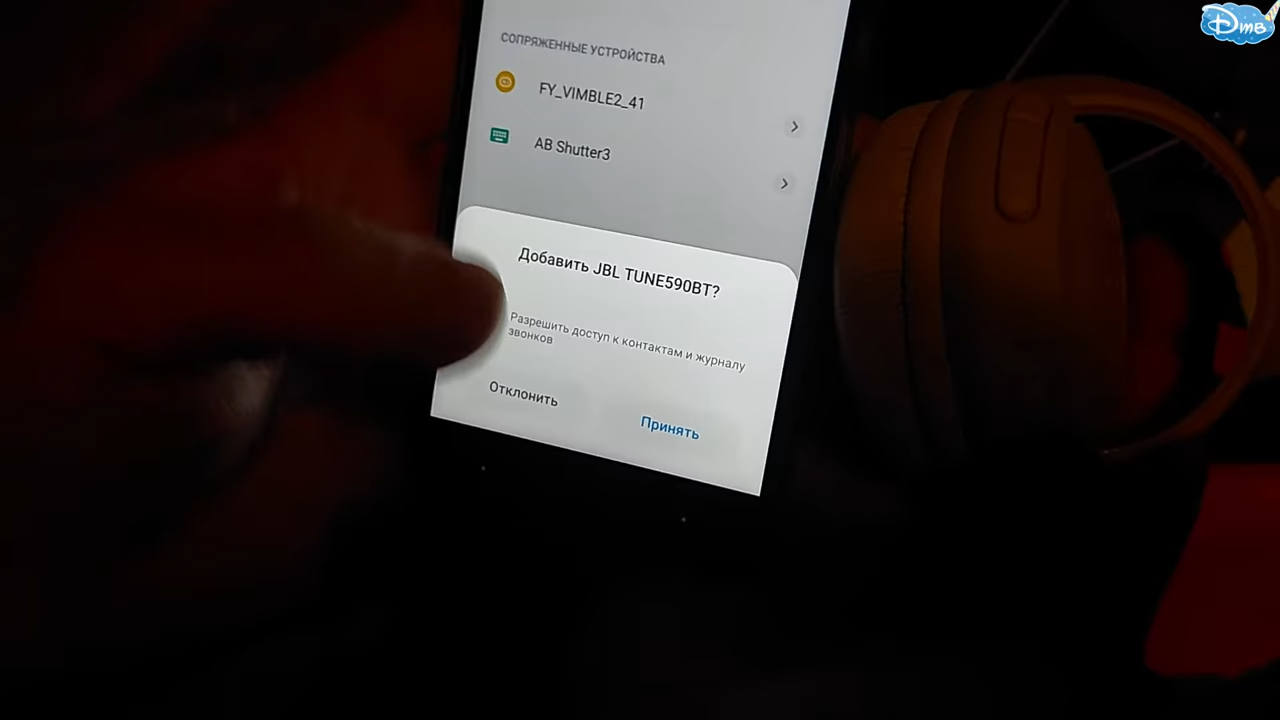 Dmb
СОПРЯЖЕННЫЕ УСТРОЙСТВА
FY_VIMBLE2_41
AB Shutter3
Добавить JBL TUNE590BT?
Разрешить доступ к контактам и журналу
звонков
Отклонить
Принять